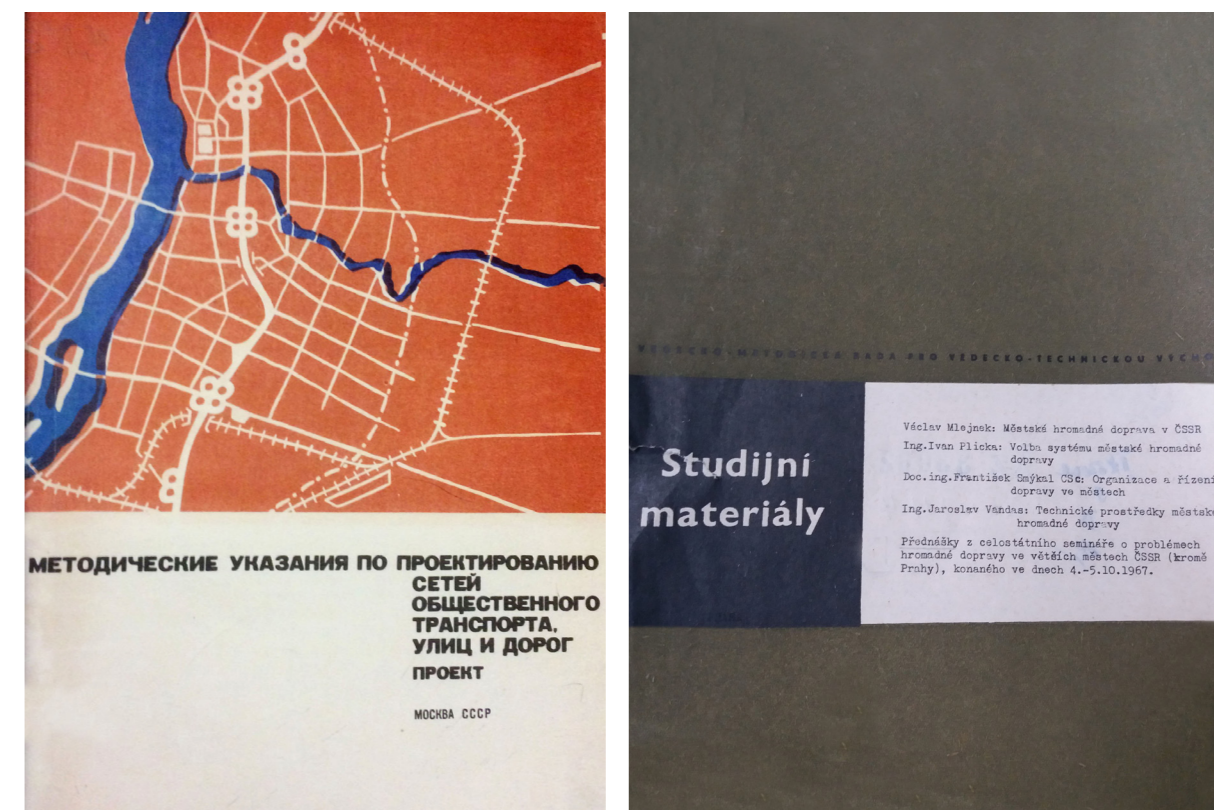 МЕТОДИЧЕСКИЕ УКАЗАНИЯ ПО ПРОЕКТИРОВАНИЮ
СЕТЕЙ
ОБЩЕСТВЕННОГО
ТРАНСПОРТА,
УЛИЦ И ДОРОГ
ПРОЕКТ
МОСКВА СССР
RADA PRO VĚDECKO-TECHNICKOU
Studijní
materiály
Václav Mlejnek: Městské hromadné doprava v ČSSR
Ing.Ivan Plicka: Volba systému městské hromadné
dopravy
Doc.ing.František Smýkal CSc: Organizace a řízení
dopravy ve městech
Ing.Jaroslav Vandas: Technické prostředky městské
hromadné dopravy
Přednášky z celostátního semináře o problémech
hromadné dopravy ve větších městech ČSSR (kromě
Prahy), konaného ve dnech 4.-5.10.1967.